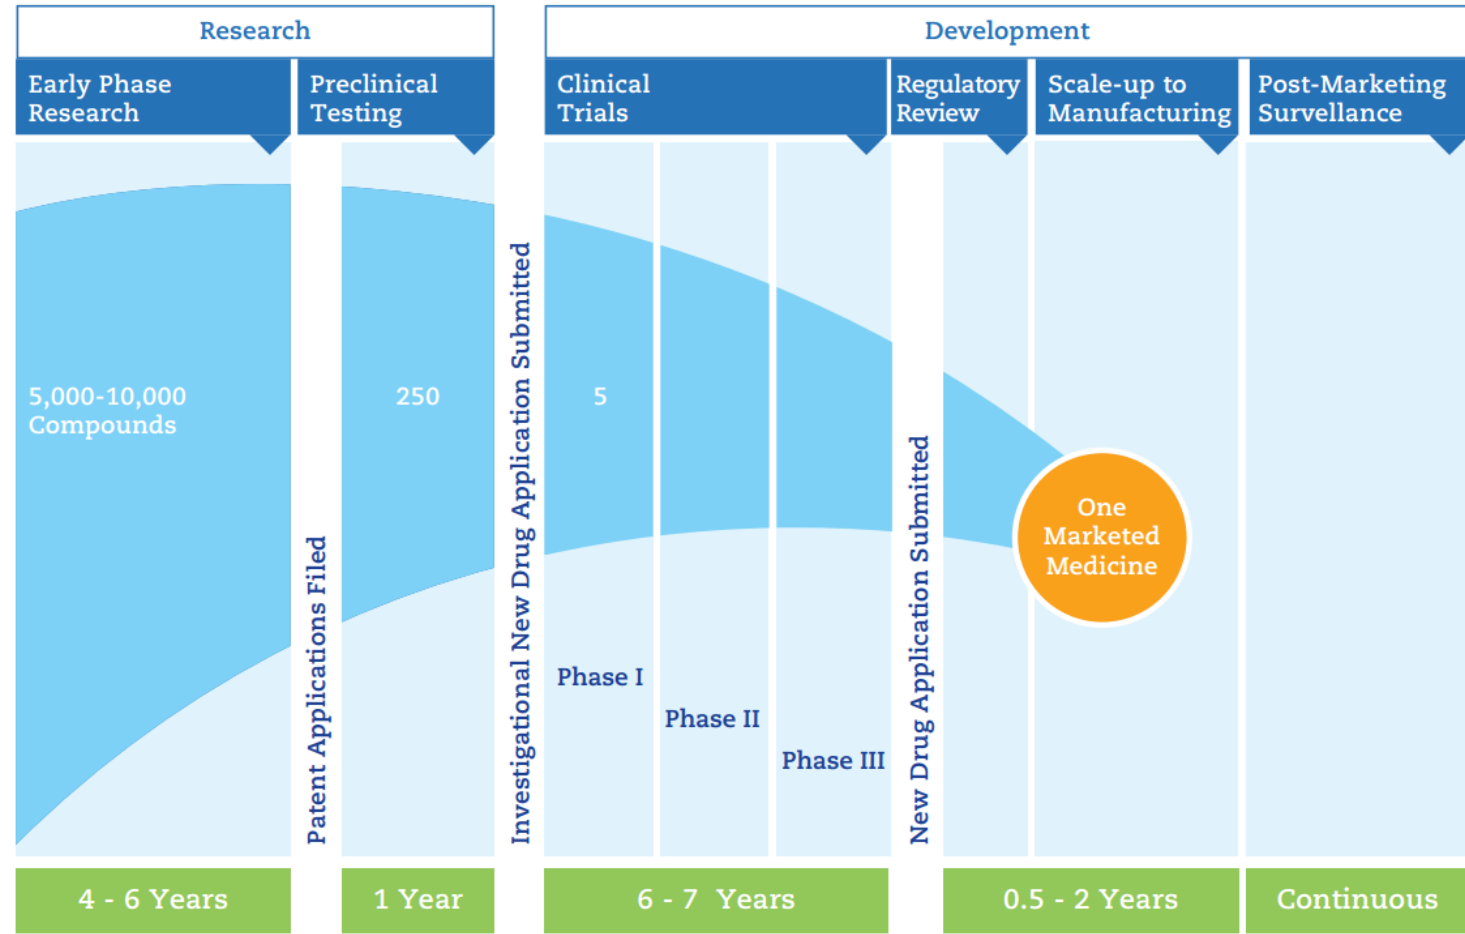 Research
Development
Early Phase
Research
Preclinical
Testing
Clinical
Trials
Regulatory
Review
Scale-up to
Manufacturing
Post-Marketing
Survellance
5,000-10,000
Compounds
Patent Applications Filed
250
Investigational New Drug Application Submitted
5
Phase I
Phase II
Phase III
New Drug Application Submitted
One
Marketed
Medicine
4 - 6 Years
1 Year
6 - 7 Years
0.5 - 2 Years
Continuous